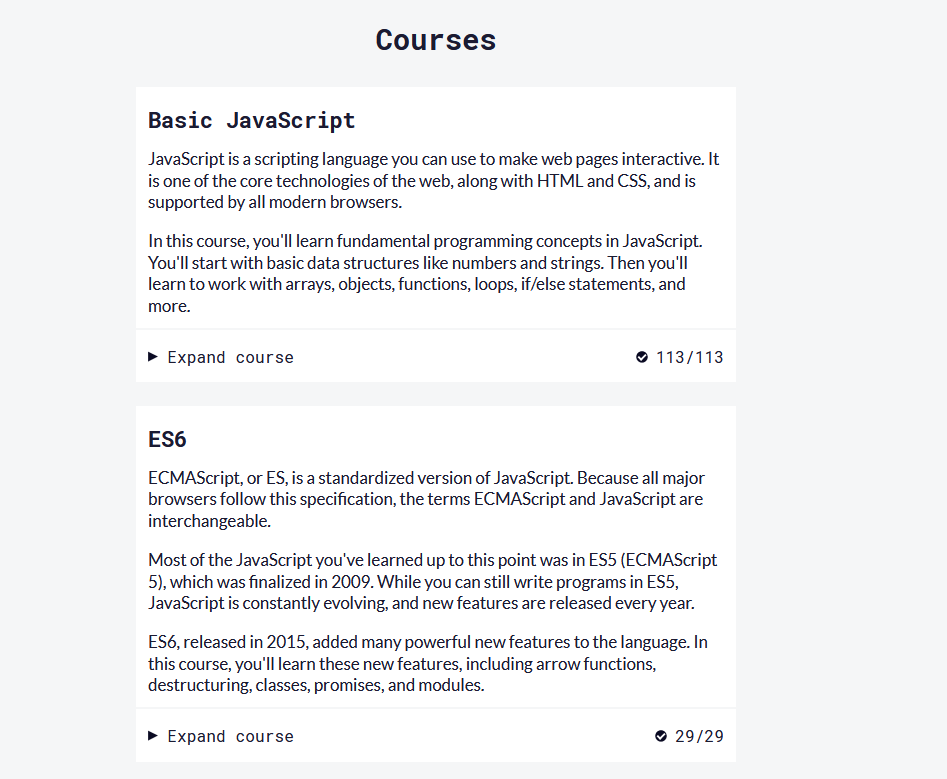 Courses
Basic JavaScript
JavaScript is a scripting language you can use to make web pages interactive. It
is one of the core technologies of the web, along with HTML and CSS, and is
supported by all modern browsers.
In this course, you'll learn fundamental programming concepts in JavaScript.
You'll start with basic data structures like numbers and strings. Then you'll
learn to work with arrays, objects, functions, loops, if/else statements, and
more.
Expand course 113/113
ES6
ECMAScript, or ES, is a standardized version of JavaScript. Because all major
browsers follow this specification, the terms ECMAScript and JavaScript are
interchangeable.
Most of the JavaScript you've learned up to this point was in ES5 (ECMAScript
5), which was finalized in 2009. While you can still write programs in ES5,
JavaScript is constantly evolving, and new features are released every year.
ES6, released in 2015, added many powerful new features to the language. In
this course, you'll learn these new features, including arrow functions,
destructuring, classes, promises, and modules.
Expand course 29/29